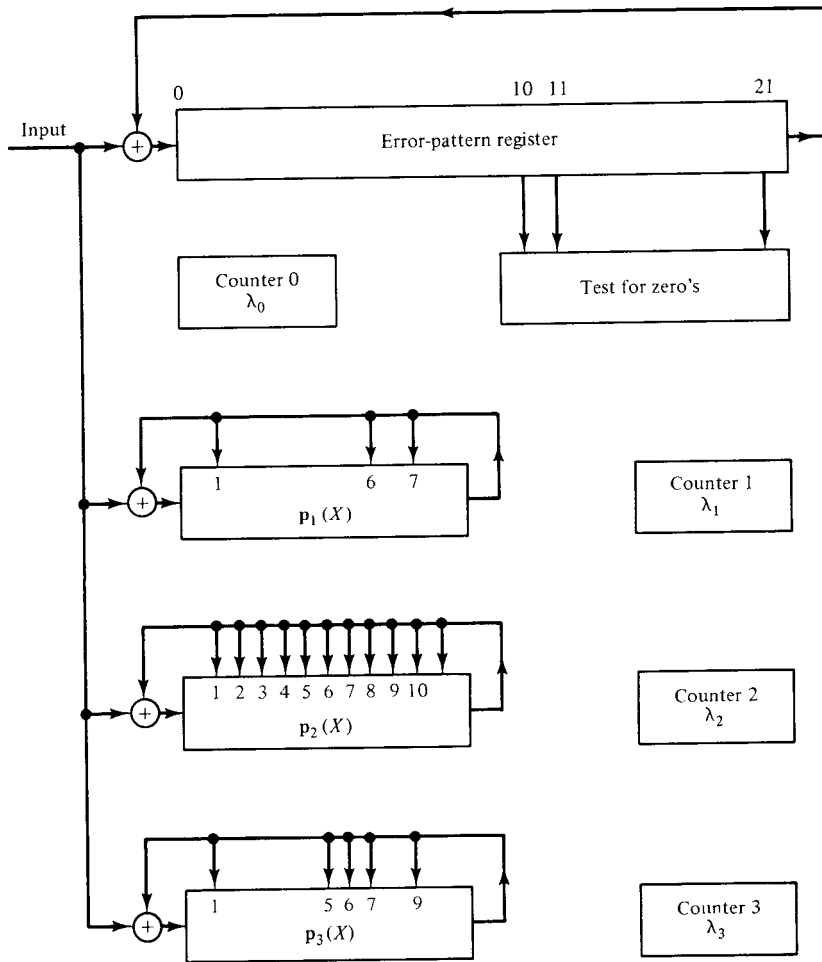 0 10 11 21
Input
Error-pattern register
Counter 0
λ₀
Test for zero's
1 6 7
p₁(X)
Counter 1
λ₁
1 2 3 4 5 6 7 8 9 10
p₂(X)
Counter 2
λ₂
1 5 6 7 9
p₃(X)
Counter 3
λ₃